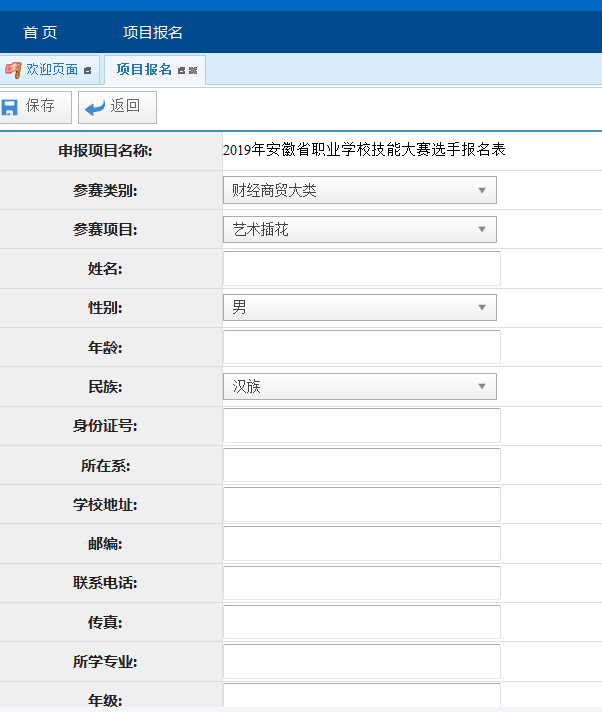 首 页 项目报名
欢迎页面 项目报名
保存 返回
申报项目名称: 2019年安徽省职业学校技能大赛选手报名表
参赛类别: 财经商贸大类
参赛项目: 艺术插花
姓名:
性别: 男
年龄:
民族: 汉族
身份证号:
所在系:
学校地址:
邮编:
联系电话:
传真:
所学专业:
年级: